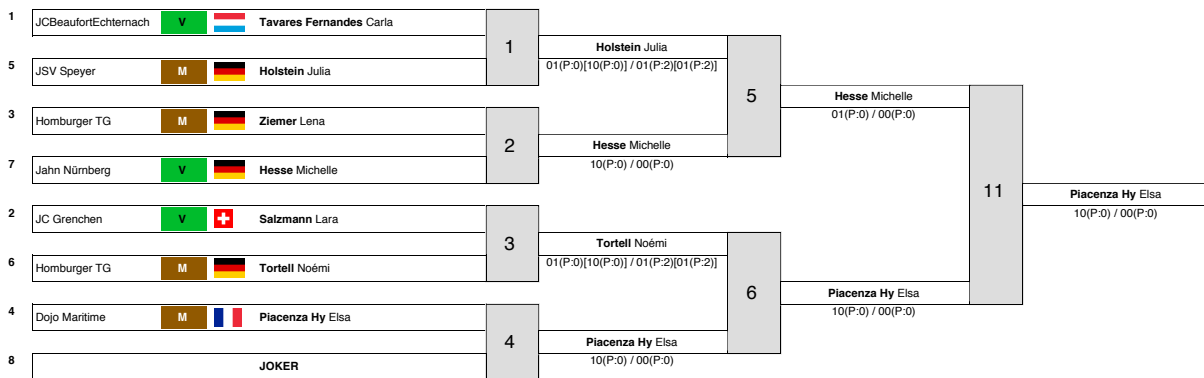 1 JCBeaufortEchternach V Tavares Fernandes Carla
1
Holstein Julia
01(P:0)[10(P:0)] / 01(P:2)[01(P:2)]
5 JSV Speyer M Holstein Julia
5
Hesse Michelle
01(P:0) / 00(P:0)
3 Homburger TG M Ziemer Lena
2
Hesse Michelle
10(P:0) / 00(P:0)
7 Jahn Nürnberg V Hesse Michelle
11
Piacenza Hy Elsa
10(P:0) / 00(P:0)
2 JC Grenchen V Salzmann Lara
3
Tortell Noémi
01(P:0)[10(P:0)] / 01(P:2)[01(P:2)]
6 Homburger TG M Tortell Noémi
6
Piacenza Hy Elsa
10(P:0) / 00(P:0)
4 Dojo Maritime M Piacenza Hy Elsa
4
Piacenza Hy Elsa
10(P:0) / 00(P:0)
8 JOKER